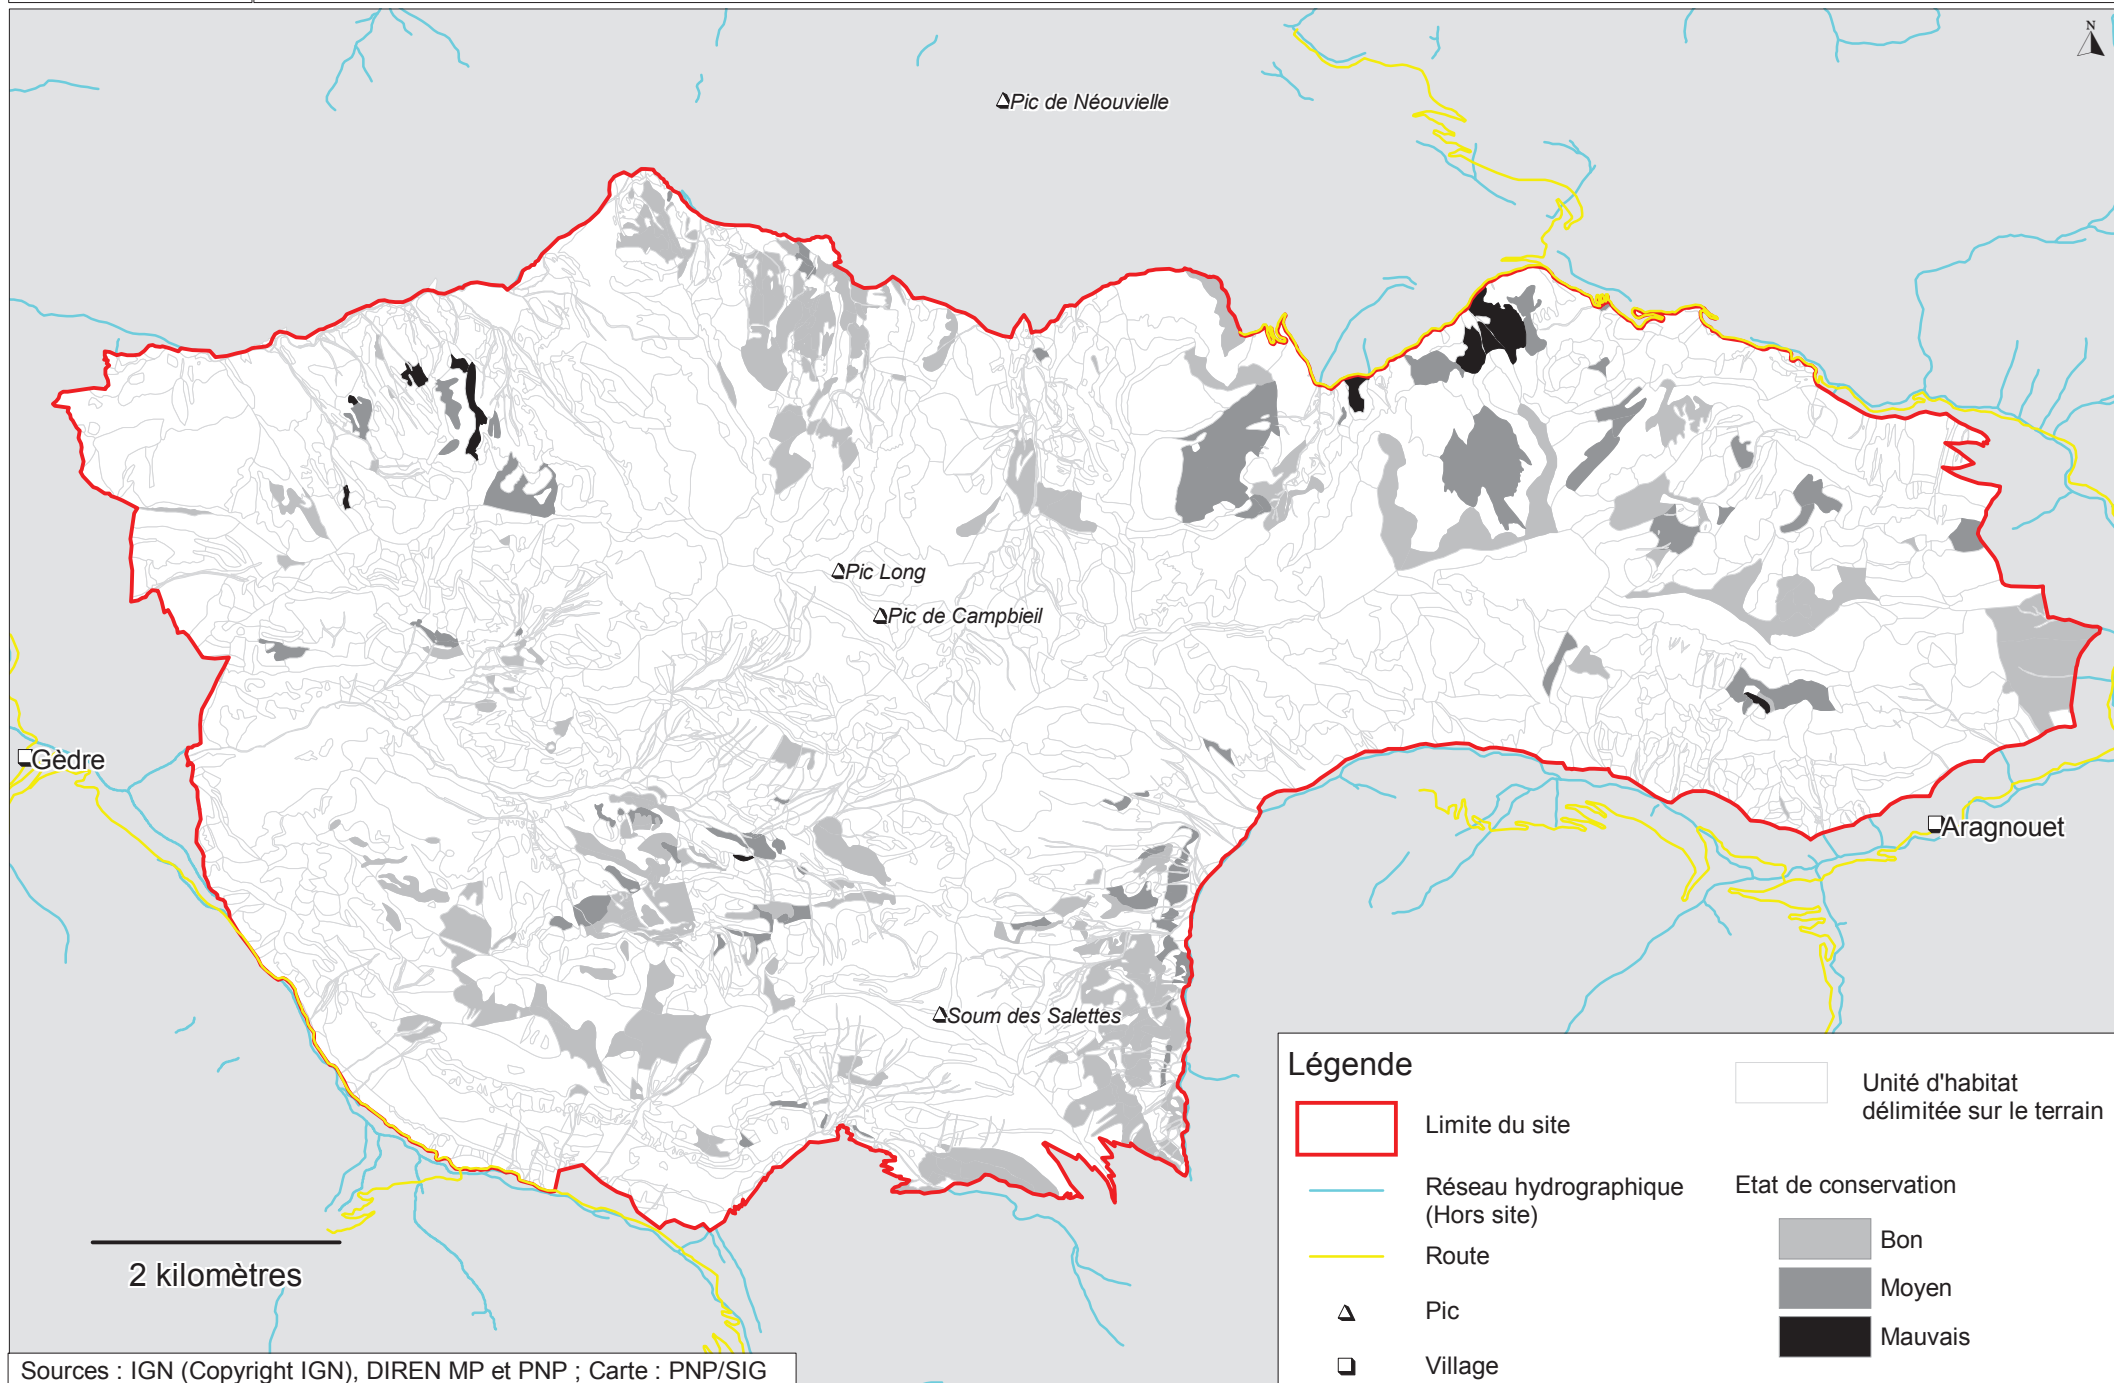 N
Pic de Néouvielle
Pic Long
Pic de Campbieil
Gèdre
Aragnouet
Soum des Salettes
2 kilomètres
Légende
Limite du site
Réseau hydrographique
(Hors site)
Route
Pic
Village
Unité d'habitat
délimitée sur le terrain
Etat de conservation
Bon
Moyen
Mauvais
Sources : IGN (Copyright IGN), DIREN MP et PNP ; Carte : PNP/SIG